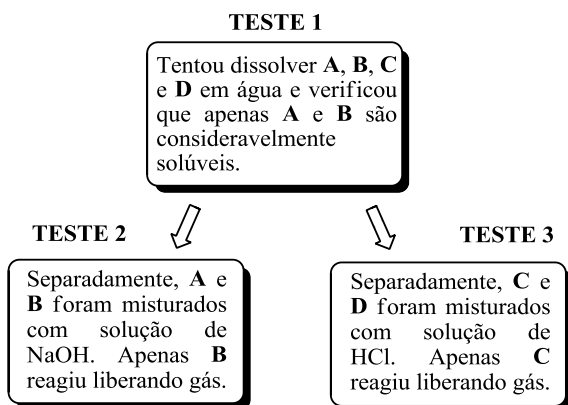 TESTE 1
Tentou dissolver A, B, C
e D em água e verificou
que apenas A e B são
consideravelmente
solúveis.
TESTE 2
Separadamente, A e
B foram misturados
com solução de
NaOH. Apenas B
reagiu liberando gás.
TESTE 3
Separadamente, C e
D foram misturados
com solução de
HCl. Apenas C
reagiu liberando gás.